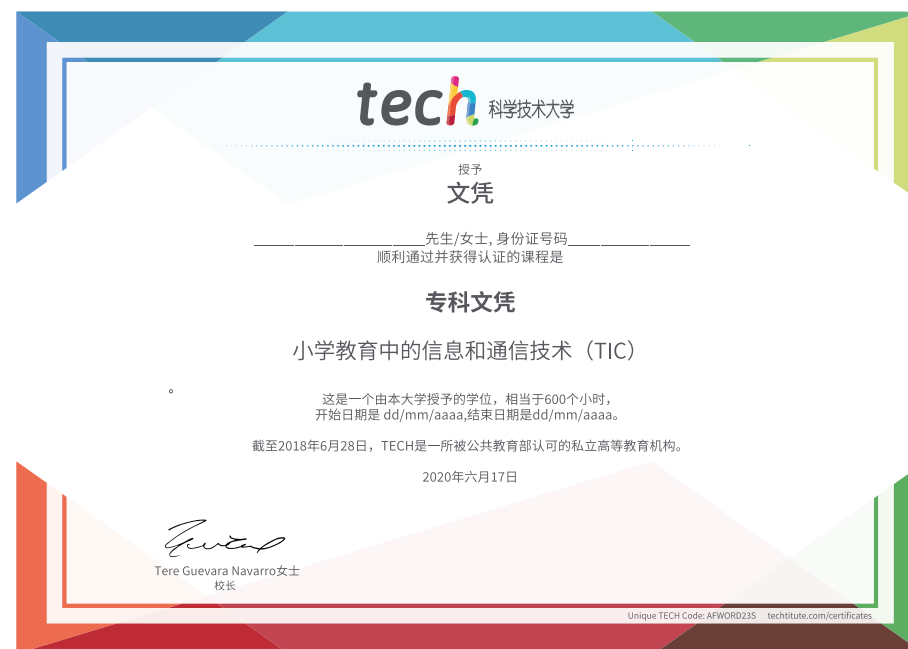 tech 科学技术大学
授予
文凭
先生/女士, 身份证号码
顺利通过并获得认证的课程是
专科文凭
小学教育中的信息和通信技术（TIC）
。
这是一个由本大学授予的学位，相当于600个小时，
开始日期是 dd/mm/aaaa,结束日期是dd/mm/aaaa。
截至2018年6月28日，TECH是一所被公共教育部认可的私立高等教育机构。
2020年六月17日
Tere Guevara Navarro女士
校长
Unique TECH Code: AFWORD23S techtitute.com/certificates